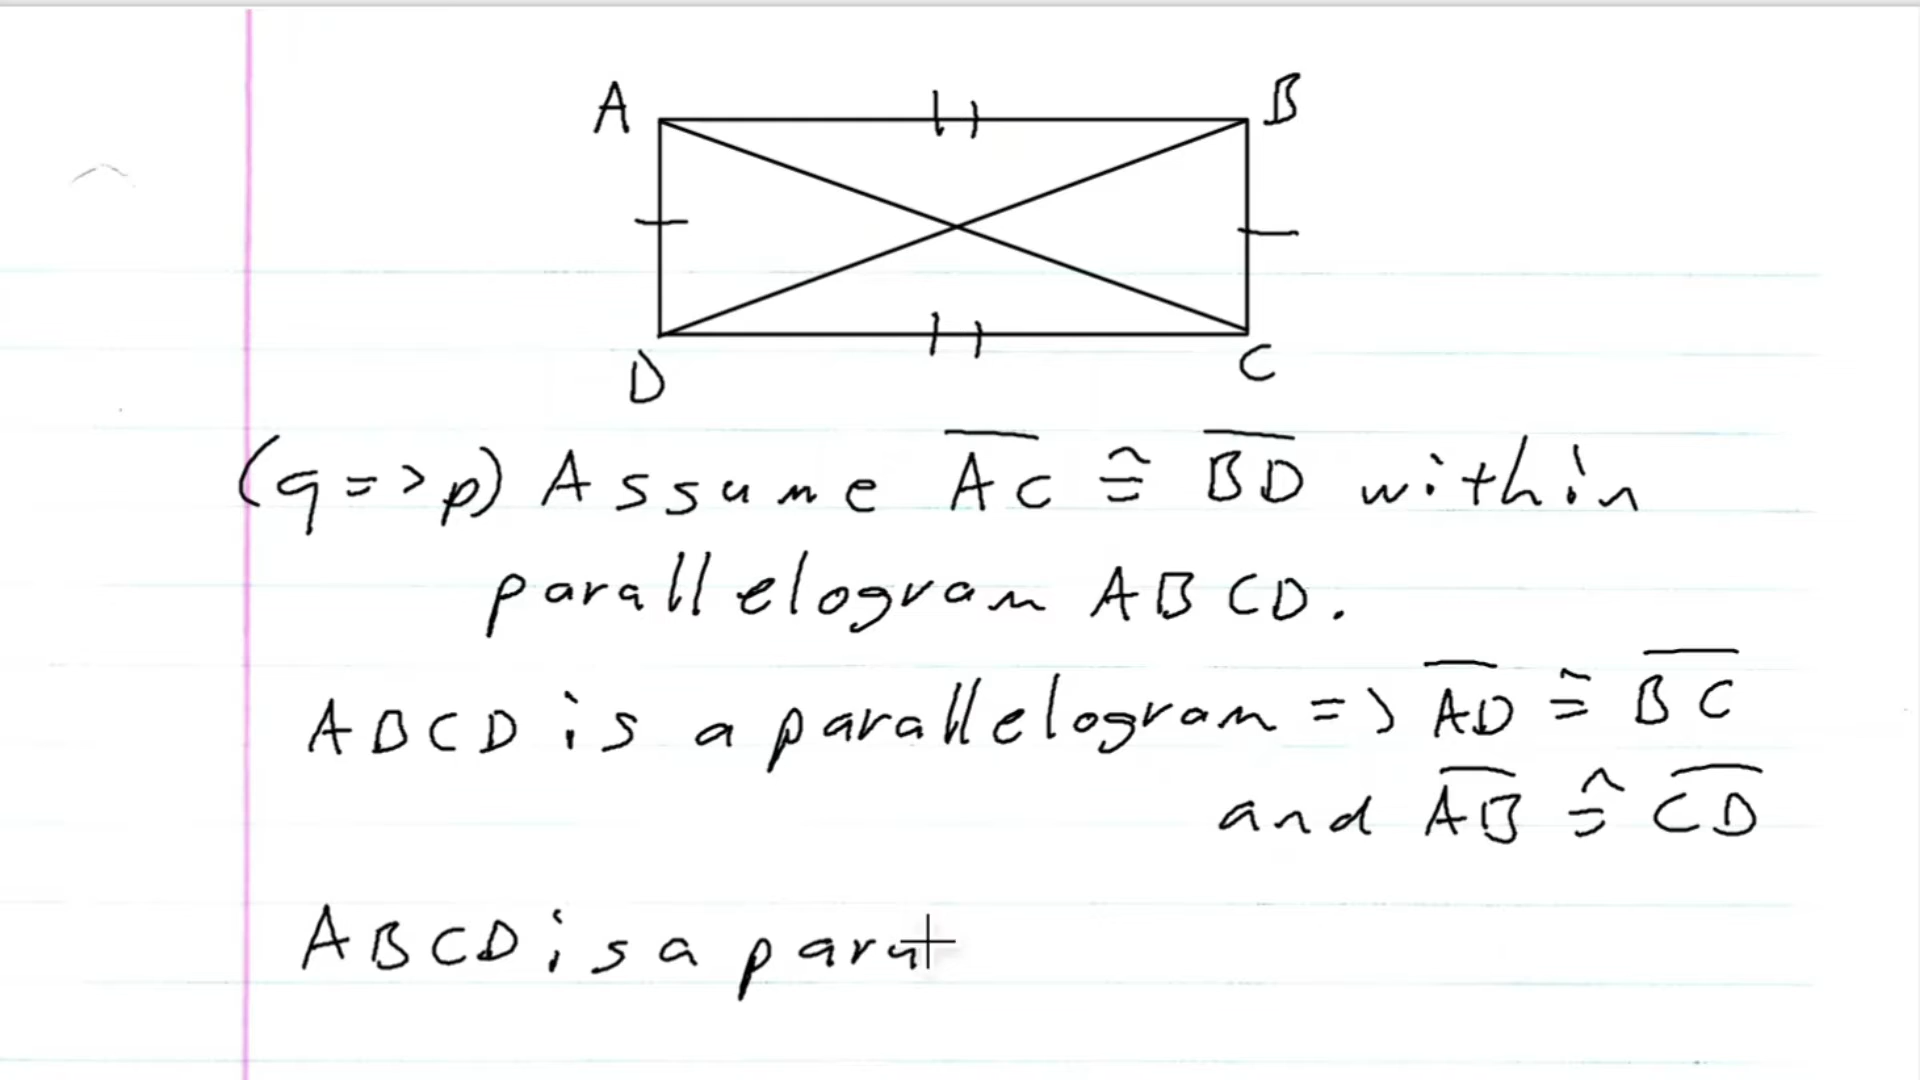 A B
D C
(q => p) Assume AC ≅ BD within
parallelogram ABCD.
ABCD is a parallelogram => AD ≅ BC
and AB ≅ CD
ABCD is a para